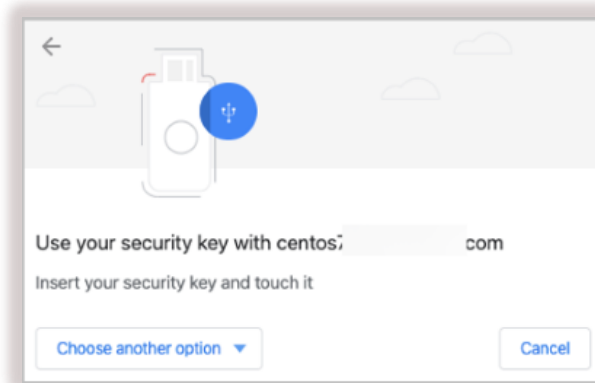 Use your security key with centos7 com
Insert your security key and touch it
Choose another option
Cancel